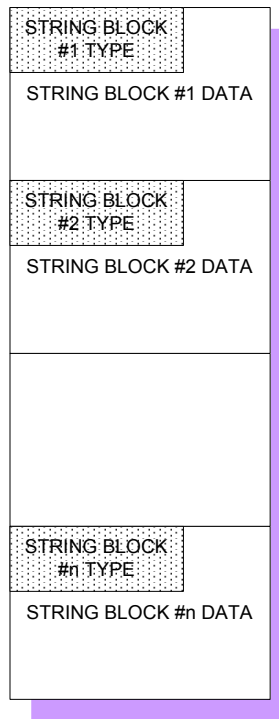 STRING BLOCK
#1 TYPE
STRING BLOCK #1 DATA
STRING BLOCK
#2 TYPE
STRING BLOCK #2 DATA
STRING BLOCK
#n TYPE
STRING BLOCK #n DATA